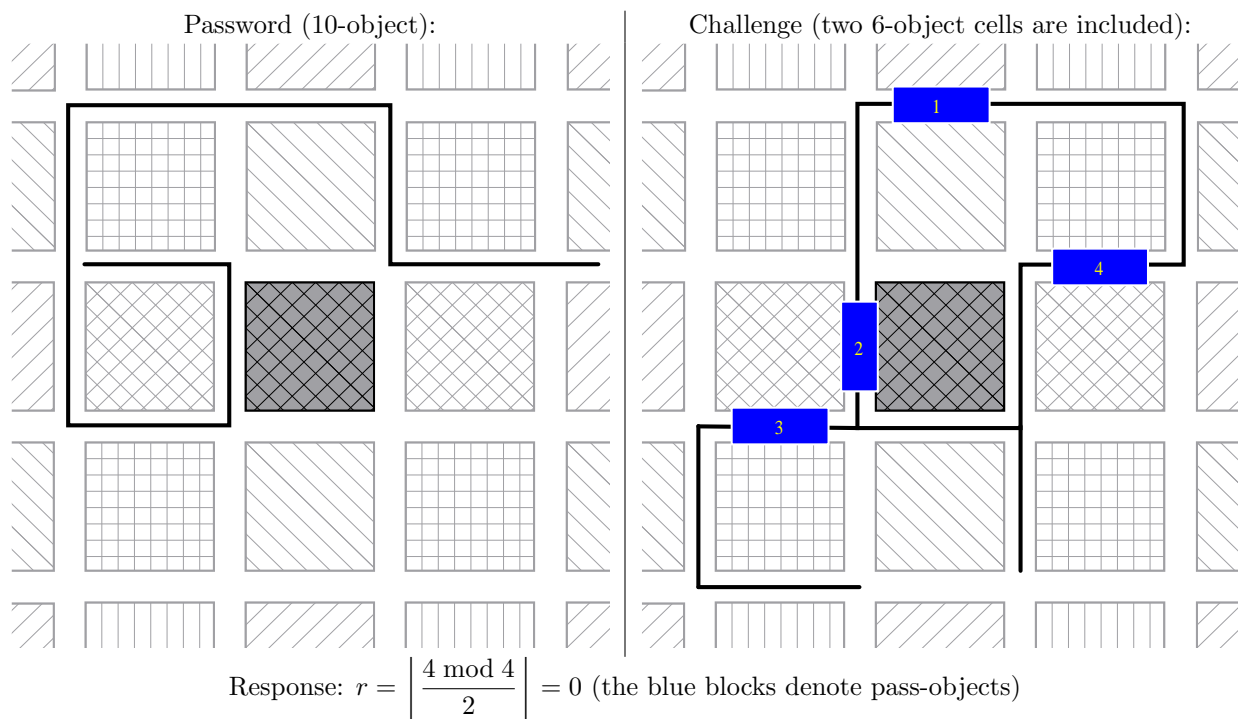 Password (10-object):
Challenge (two 6-object cells are included):
1
4
2
3
Response: r = ⌊(4 mod 4)/2⌋ = 0 (the blue blocks denote pass-objects)